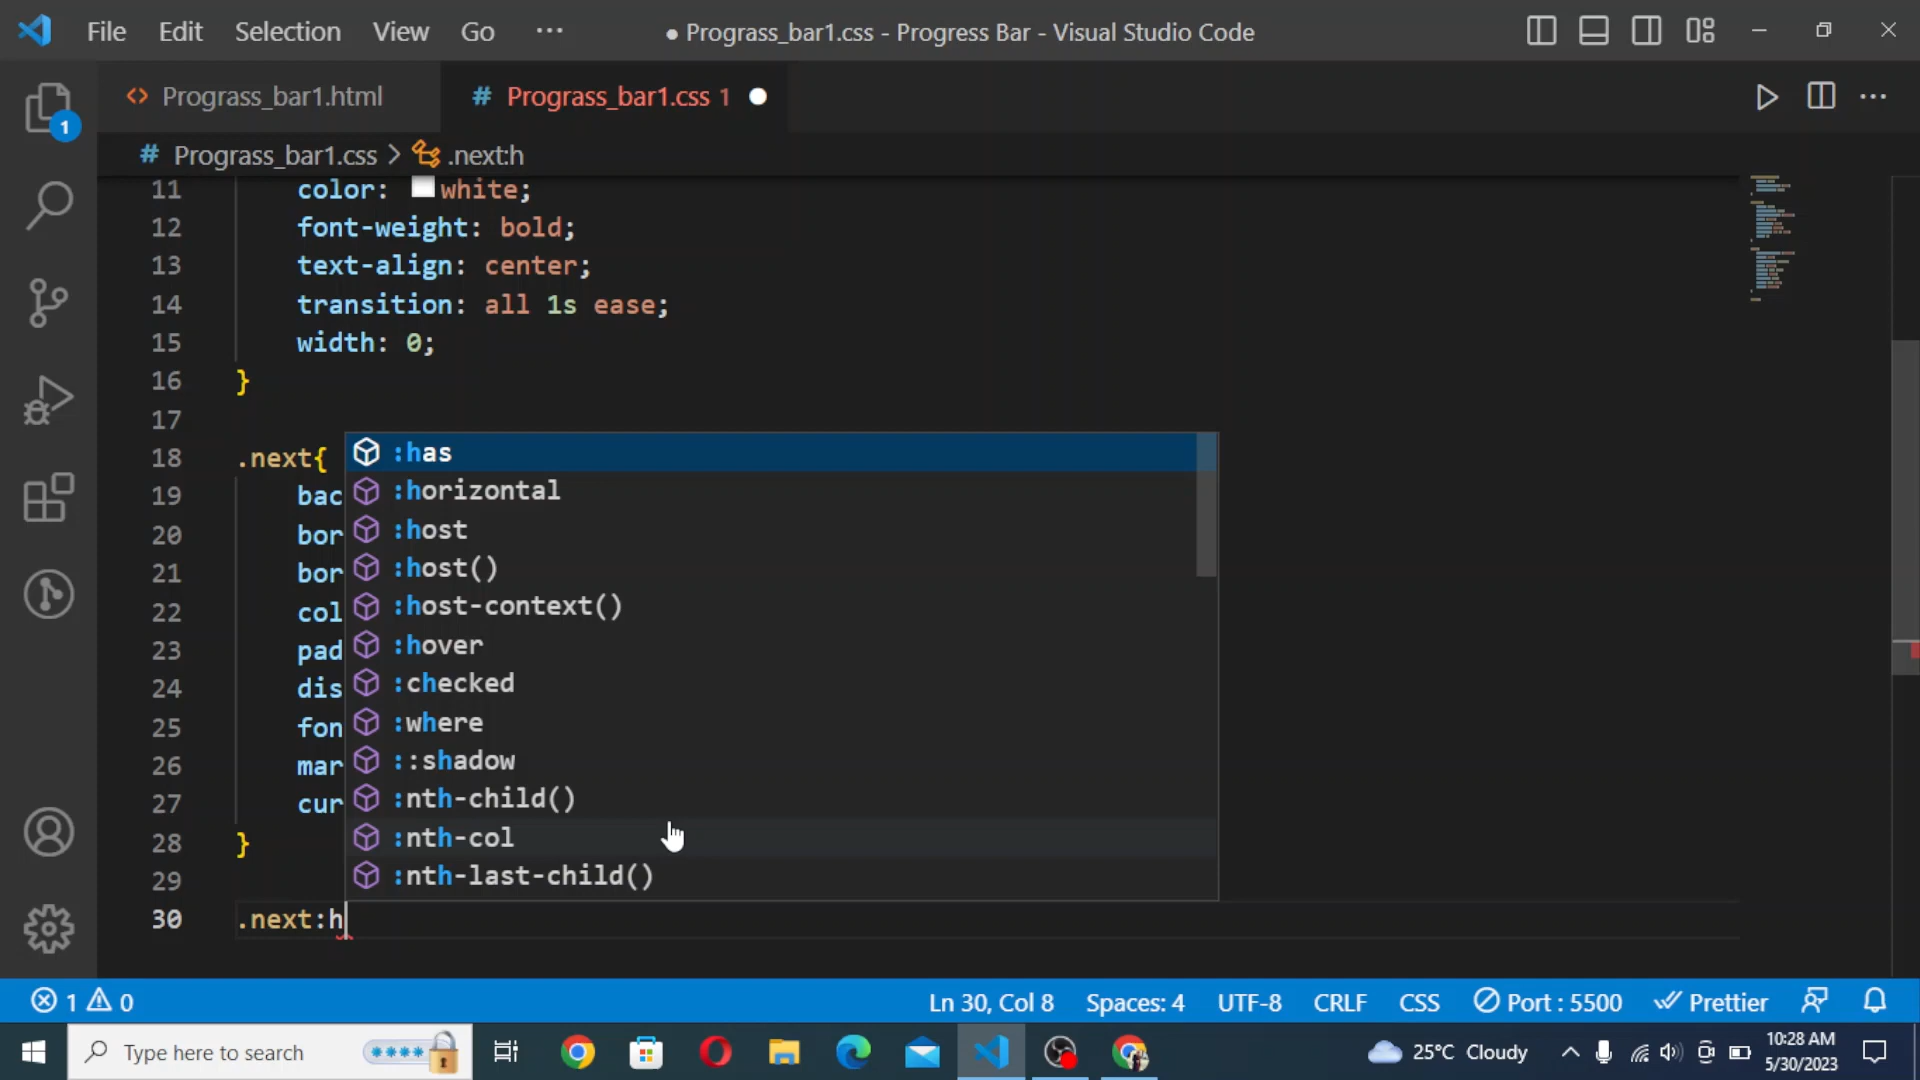 File Edit Selection View Go ··· ● Prograss_bar1.css - Progress Bar - Visual Studio Code
<> Prograss_bar1.html # Prograss_bar1.css 1 ●
1
# Prograss_bar1.css > .next:h
11 color: white;
12 font-weight: bold;
13 text-align: center;
14 transition: all 1s ease;
15 width: 0;
16 }
17
18 .next{
19 bac
20 bor
21 bor
22 col
23 pad
24 dis
25 fon
26 mar
27 cur
28 }
29
30 .next:h
:has
:horizontal
:host
:host()
:host-context()
:hover
:checked
:where
::shadow
:nth-child()
:nth-col
:nth-last-child()
1 0 Ln 30, Col 8 Spaces: 4 UTF-8 CRLF CSS Port : 5500 Prettier
Type here to search 25°C Cloudy 10:28 AM
5/30/2023